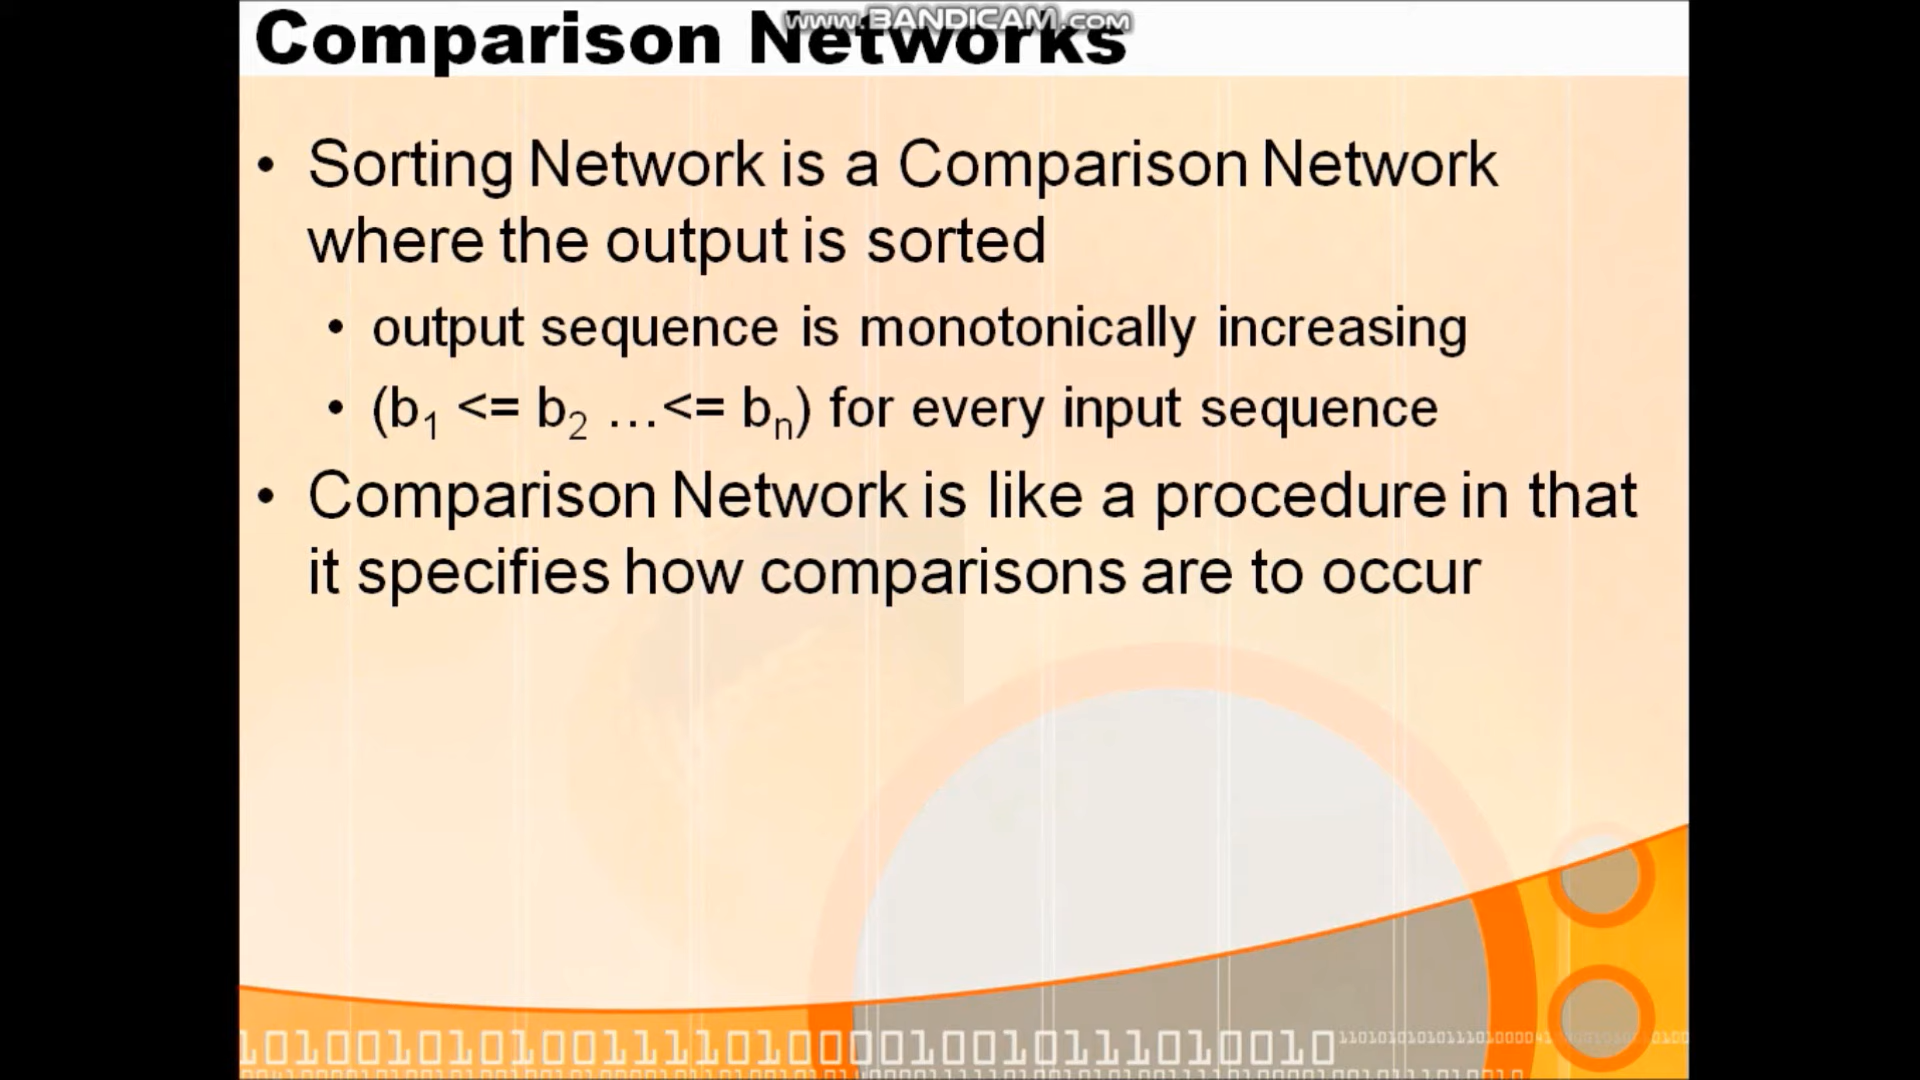 www.BANDICAM.com
Comparison Networks
• Sorting Network is a Comparison Network
where the output is sorted
• output sequence is monotonically increasing
• (b1 <= b2 ...<= bn) for every input sequence
• Comparison Network is like a procedure in that
it specifies how comparisons are to occur